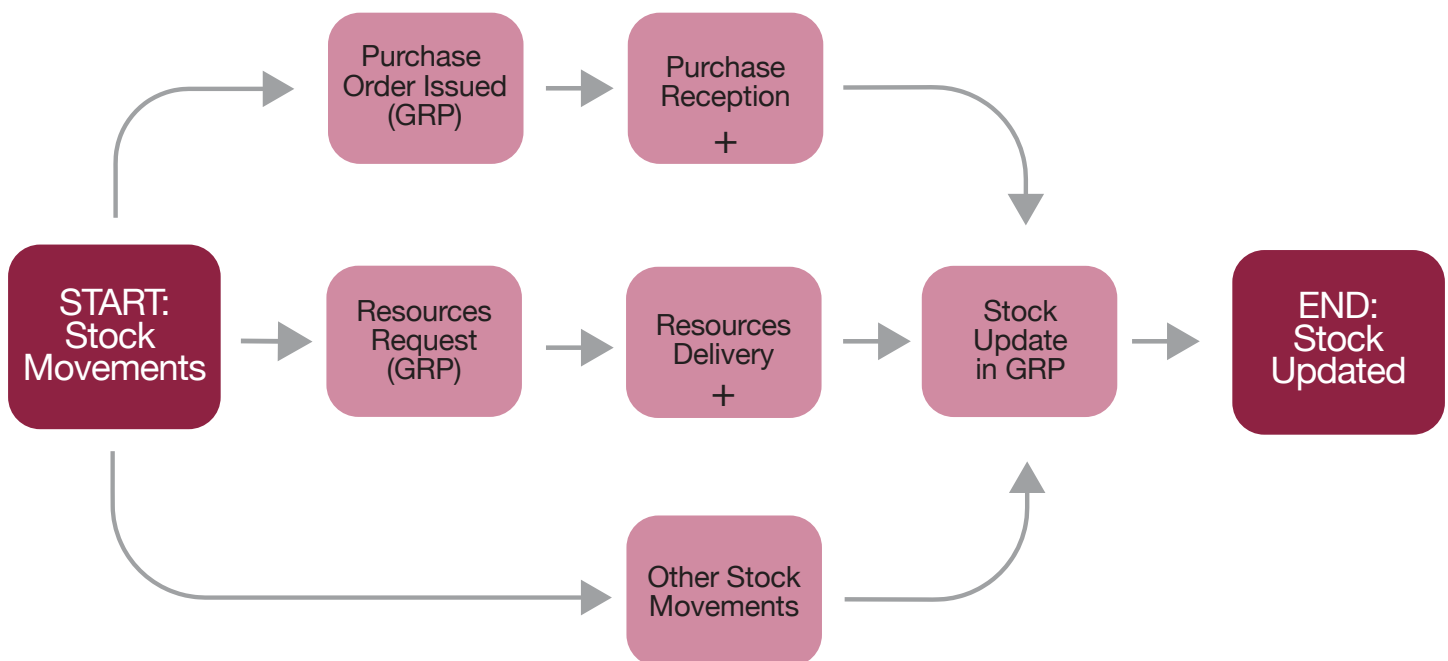 Purchase
Order Issued
(GRP)
Purchase
Reception
+
START:
Stock
Movements
Resources
Request
(GRP)
Resources
Delivery
+
Stock
Update
in GRP
END:
Stock
Updated
Other Stock
Movements